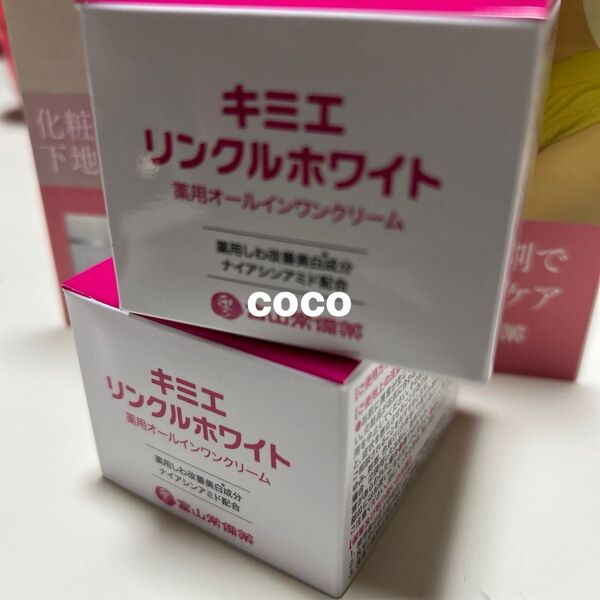 化粧
下地
キミエ
リンクルホワイト
薬用オールインワンクリーム
薬用しわ改善美白*成分
ナイアシンアミド配合
富山常備薬
coco
剤で
ケア
薬
キミエ
リンクルホワイト
薬用オールインワンクリーム
薬用しわ改善美白*成分
ナイアシンアミド配合
富山常備薬